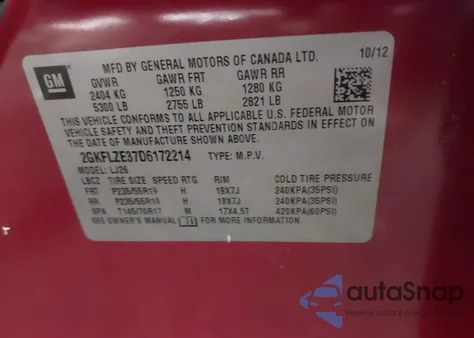 GM
MFD BY GENERAL MOTORS OF CANADA LTD. 10/12
GVWR GAWR FRT GAWR RR
2404 KG 1250 KG 1280 KG
5300 LB 2755 LB 2821 LB
THIS VEHICLE CONFORMS TO ALL APPLICABLE U.S. FEDERAL MOTOR
VEHICLE SAFETY AND THEFT PREVENTION STANDARDS IN EFFECT ON
THE DATE OF MANUFACTURE SHOWN ABOVE.
2GKFLZE37D6172214 TYPE: M.P.V.
MODEL: LJ26
LBC2 TIRE SIZE SPEED RTG RIM COLD TIRE PRESSURE
FRT P235/55R19 H 19X7J 240KPA(35PSI)
RR P235/55R19 H 19X7J 240KPA(35PSI)
SPA T145/70R17 M 17X4.5T 420KPA(60PSI)
SEE OWNER'S MANUAL FOR ADDITIONAL INFORMATION.
autoSnap